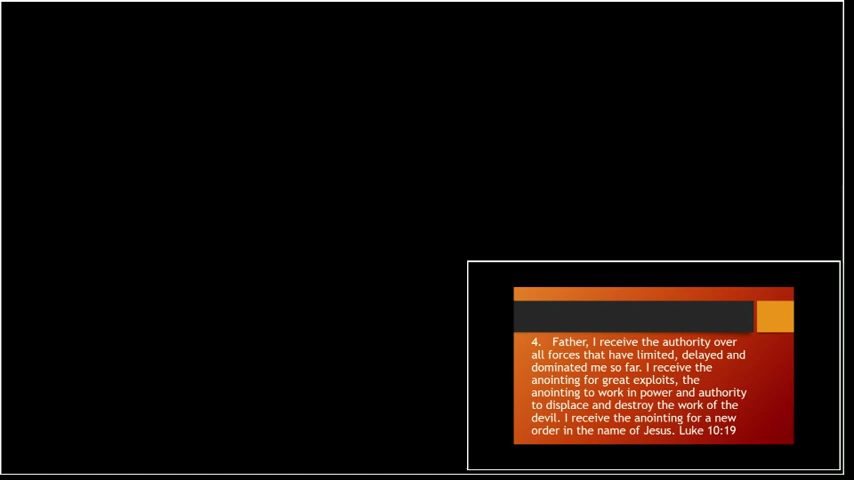 4. Father, I receive the authority over
all forces that have limited, delayed and
dominated me so far. I receive the
anointing for great exploits, the
anointing to work in power and authority
to displace and destroy the work of the
devil. I receive the anointing for a new
order in the name of Jesus. Luke 10:19